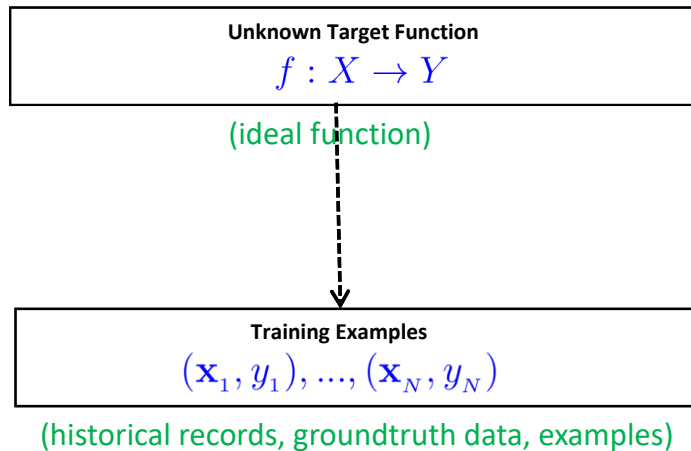 Unknown Target Function
f : X → Y
(ideal function)
Training Examples
(x₁, y₁), ..., (x_N, y_N)
(historical records, groundtruth data, examples)